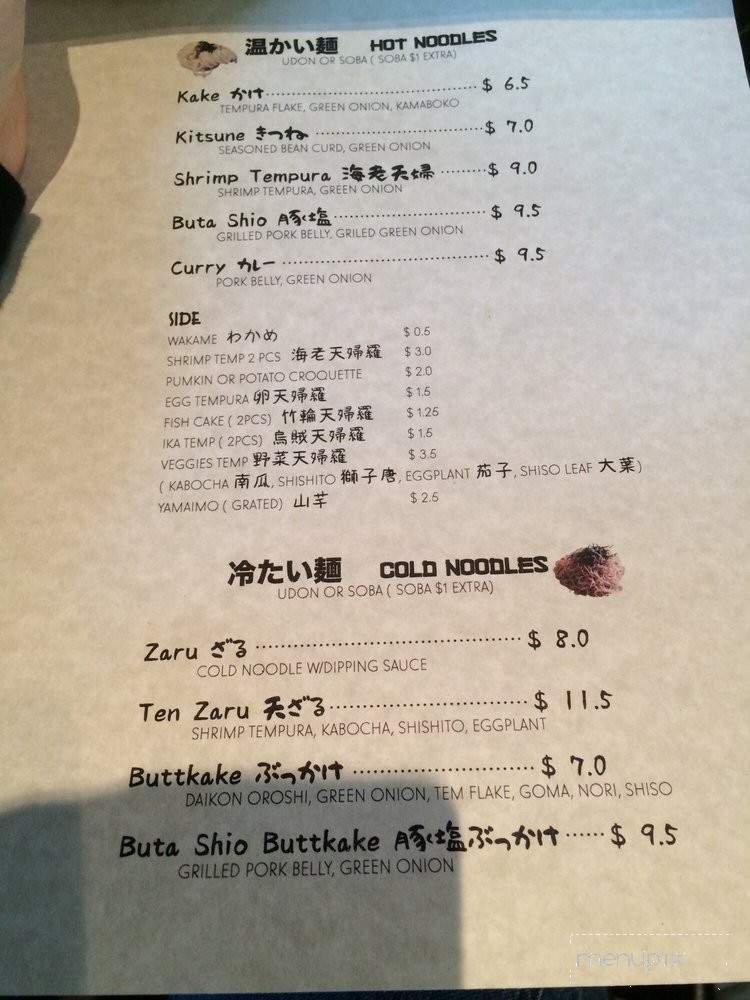 温かい麺 HOT NOODLES
UDON OR SOBA ( SOBA $1 EXTRA)
Kake かけ $ 6.5
TEMPURA FLAKE, GREEN ONION, KAMABOKO
Kitsune きつね $ 7.0
SEASONED BEAN CURD, GREEN ONION
Shrimp Tempura 海老天婦 $ 9.0
SHRIMP TEMPURA, GREEN ONION
Buta Shio 豚塩 $ 9.5
GRILLED PORK BELLY, GRILED GREEN ONION
Curry カレー $ 9.5
PORK BELLY, GREEN ONION
SIDE
WAKAME わかめ $ 0.5
SHRIMP TEMP 2 PCS 海老天婦羅 $ 3.0
PUMKIN OR POTATO CROQUETTE $ 2.0
EGG TEMPURA 卵天婦羅 $ 1.5
FISH CAKE ( 2PCS) 竹輪天婦羅 $ 1.25
IKA TEMP ( 2PCS) 烏賊天婦羅 $ 1.5
VEGGIES TEMP 野菜天婦羅 $ 3.5
( KABOCHA 南瓜, SHISHITO 獅子唐, EGGPLANT 茄子, SHISO LEAF 大葉)
YAMAIMO ( GRATED) 山芋 $ 2.5
冷たい麺 COLD NOODLES
UDON OR SOBA ( SOBA $1 EXTRA)
Zaru ざる $ 8.0
COLD NOODLE W/DIPPING SAUCE
Ten Zaru 天ざる $ 11.5
SHRIMP TEMPURA, KABOCHA, SHISHITO, EGGPLANT
Buttkake ぶっかけ $ 7.0
DAIKON OROSHI, GREEN ONION, TEM FLAKE, GOMA, NORI, SHISO
Buta Shio Buttkake 豚塩ぶっかけ $ 9.5
GRILLED PORK BELLY, GREEN ONION
menupix